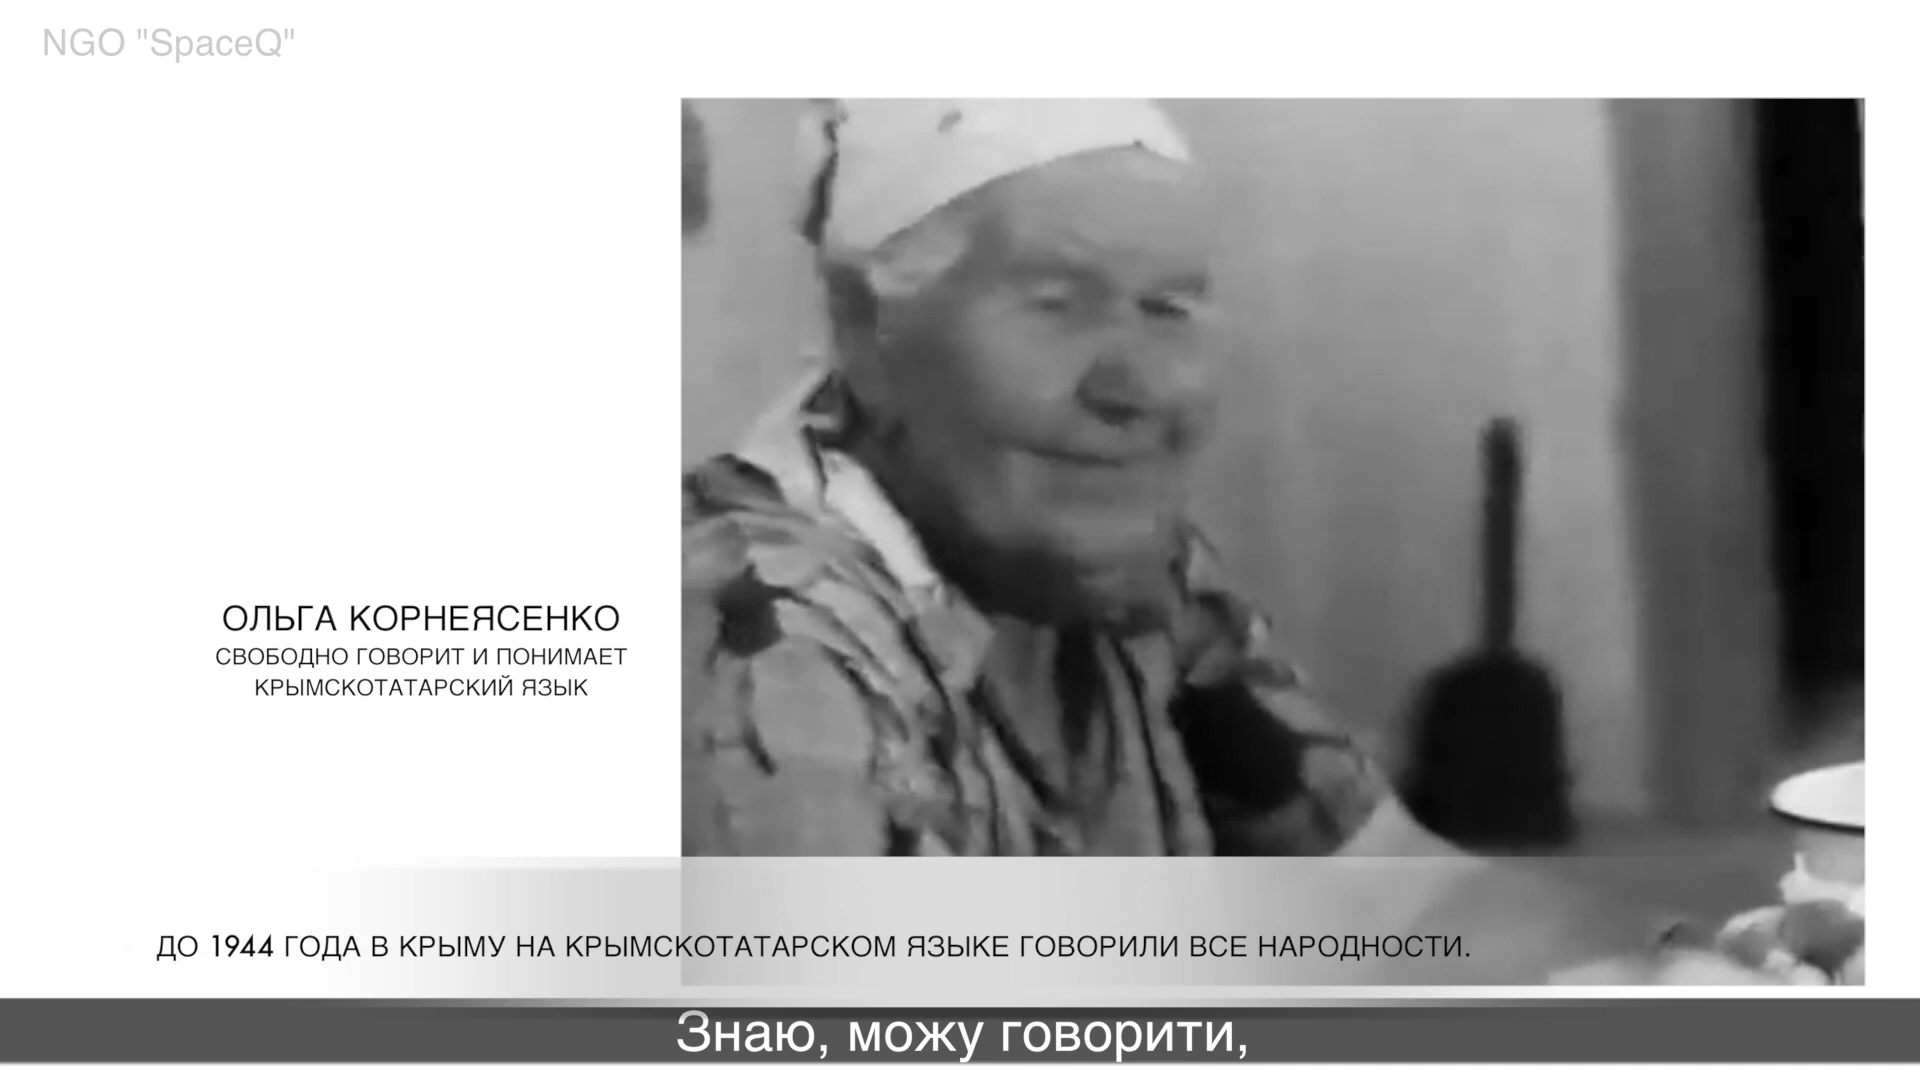 NGO "SpaceQ"
ОЛЬГА КОРНЕЯСЕНКО
СВОБОДНО ГОВОРИТ И ПОНИМАЕТ
КРЫМСКОТАТАРСКИЙ ЯЗЫК
ДО 1944 ГОДА В КРЫМУ НА КРЫМСКОТАТАРСКОМ ЯЗЫКЕ ГОВОРИЛИ ВСЕ НАРОДНОСТИ.
Знаю, можу говорити,